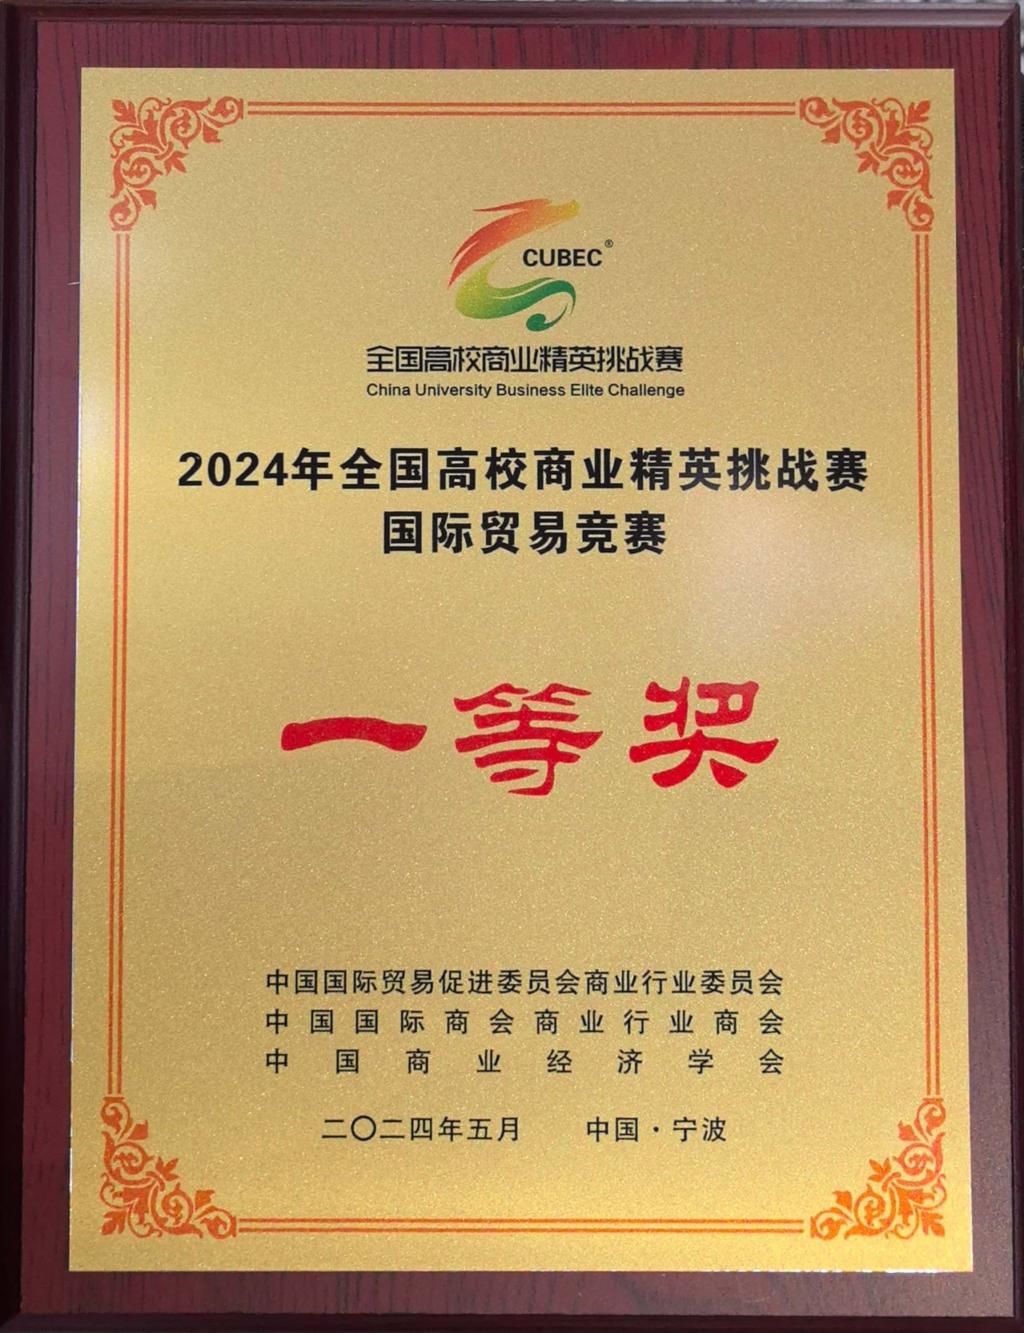 CUBEC®
全国高校商业精英挑战赛
China University Business Elite Challenge
2024年全国高校商业精英挑战赛
国际贸易竞赛
一等奖
中国国际贸易促进委员会商业行业委员会
中国国际商会商业行业商会
中国商业经济学会
二〇二四年五月 中国·宁波